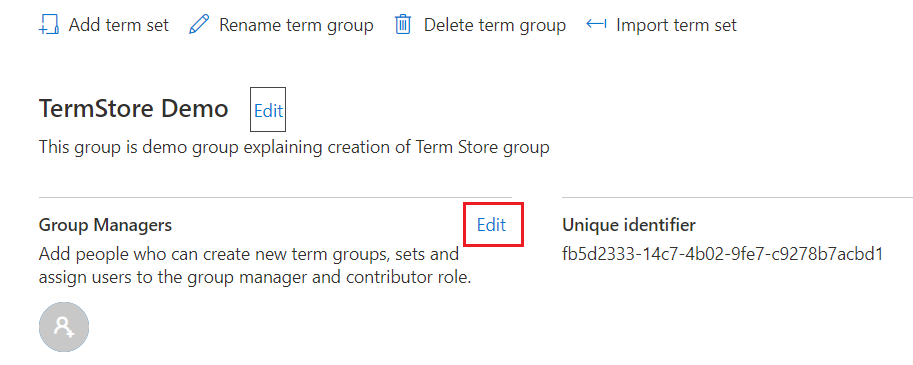 Add term set Rename term group Delete term group Import term set
TermStore Demo Edit
This group is demo group explaining creation of Term Store group
Group Managers Edit
Add people who can create new term groups, sets and
assign users to the group manager and contributor role.
Unique identifier
fb5d2333-14c7-4b02-9fe7-c9278b7acbd1